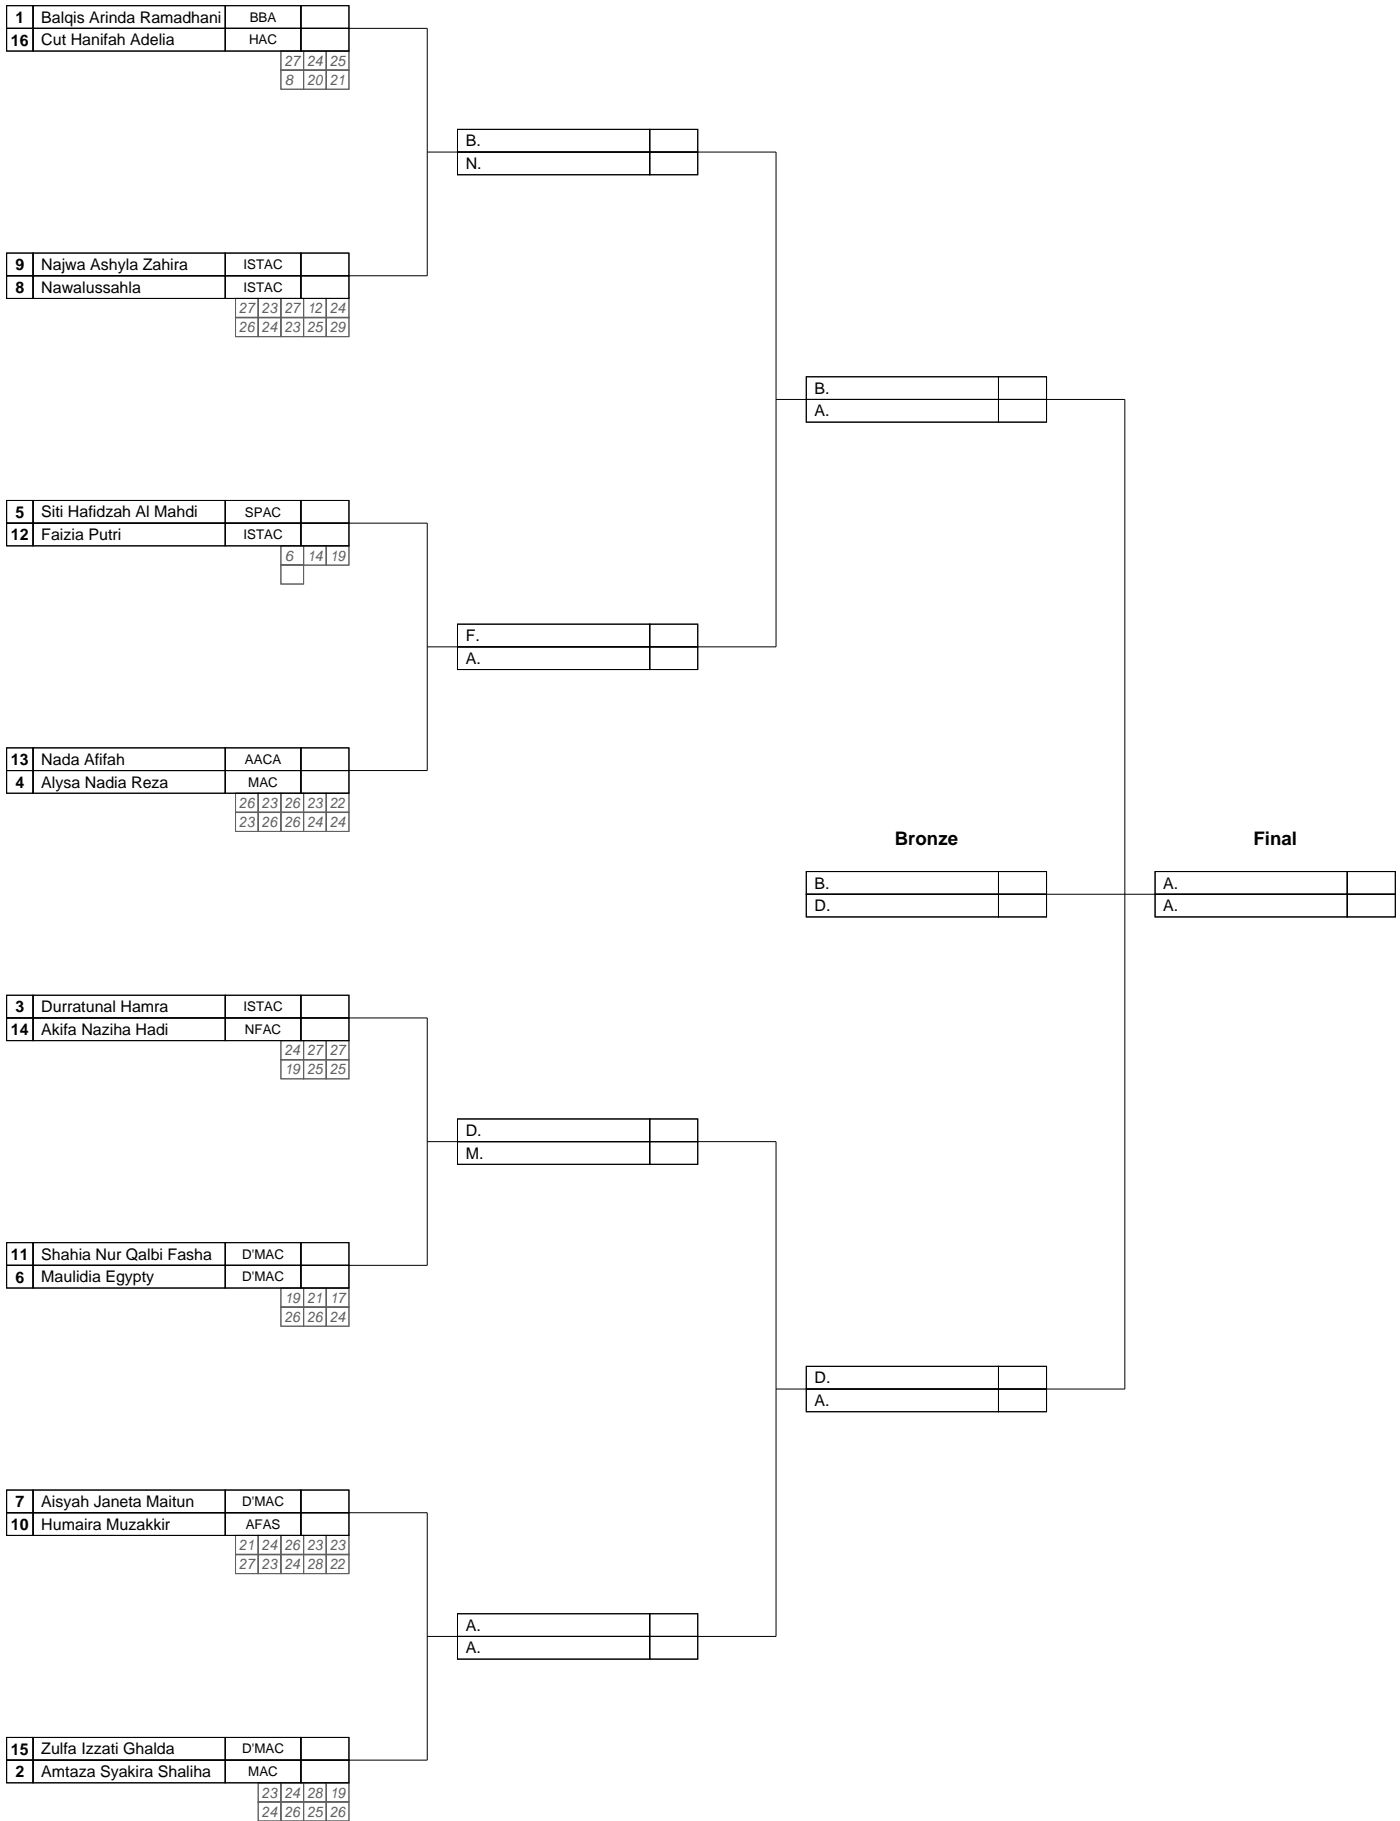 1 Balqis Arinda Ramadhani BBA
16 Cut Hanifah Adelia HAC
27 24 25
8 20 21
B.
N.
9 Najwa Ashyla Zahira ISTAC
8 Nawalussahla ISTAC
27 23 27 12 24
26 24 23 25 29
B.
A.
5 Siti Hafidzah Al Mahdi SPAC
12 Faizia Putri ISTAC
6 14 19
F.
A.
13 Nada Afifah AACA
4 Alysa Nadia Reza MAC
26 23 26 23 22
23 26 26 24 24
Bronze Final
B. A.
D. A.
3 Durratunal Hamra ISTAC
14 Akifa Naziha Hadi NFAC
24 27 27
19 25 25
D.
M.
11 Shahia Nur Qalbi Fasha D'MAC
6 Maulidia Egypty D'MAC
19 21 17
26 26 24
D.
A.
7 Aisyah Janeta Maitun D'MAC
10 Humaira Muzakkir AFAS
21 24 26 23 23
27 23 24 28 22
A.
A.
15 Zulfa Izzati Ghalda D'MAC
2 Amtaza Syakira Shaliha MAC
23 24 28 19
24 26 25 26